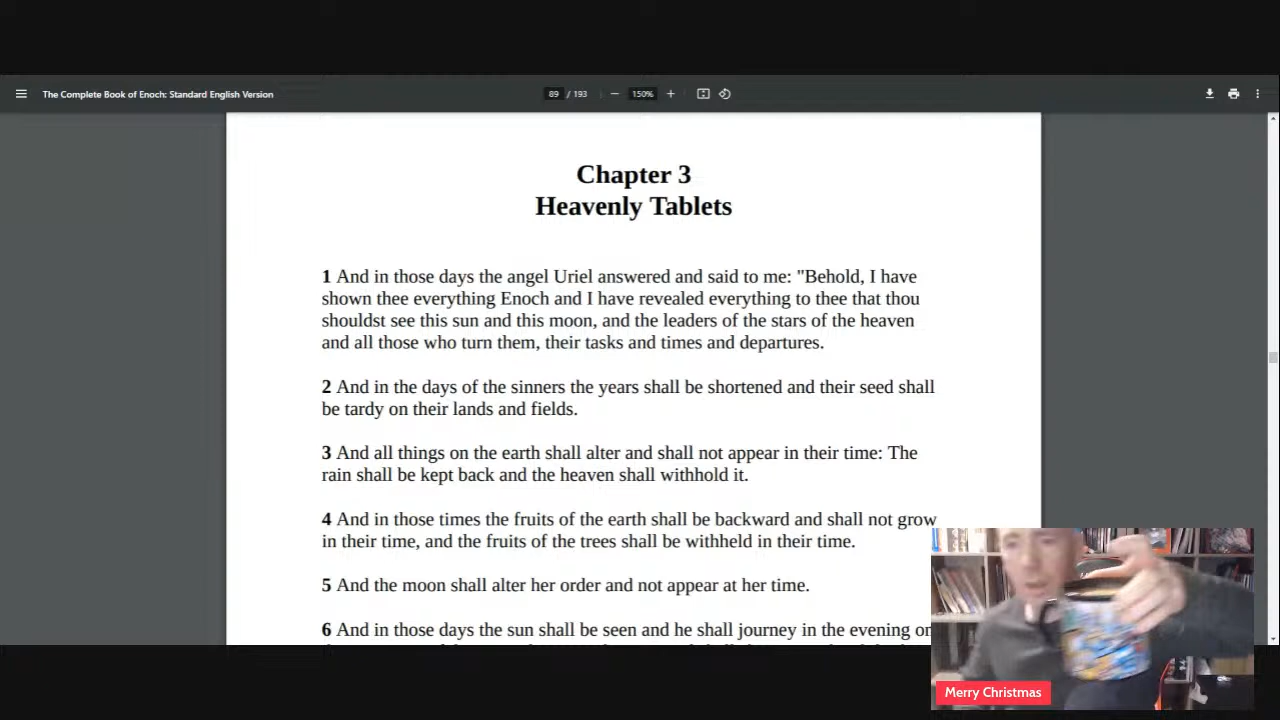 The Complete Book of Enoch: Standard English Version
89 / 193
150%
Chapter 3
Heavenly Tablets
1 And in those days the angel Uriel answered and said to me: "Behold, I have
shown thee everything Enoch and I have revealed everything to thee that thou
shouldst see this sun and this moon, and the leaders of the stars of the heaven
and all those who turn them, their tasks and times and departures.
2 And in the days of the sinners the years shall be shortened and their seed shall
be tardy on their lands and fields.
3 And all things on the earth shall alter and shall not appear in their time: The
rain shall be kept back and the heaven shall withhold it.
4 And in those times the fruits of the earth shall be backward and shall not grow
in their time, and the fruits of the trees shall be withheld in their time.
5 And the moon shall alter her order and not appear at her time.
6 And in those days the sun shall be seen and he shall journey in the evening on
Merry Christmas